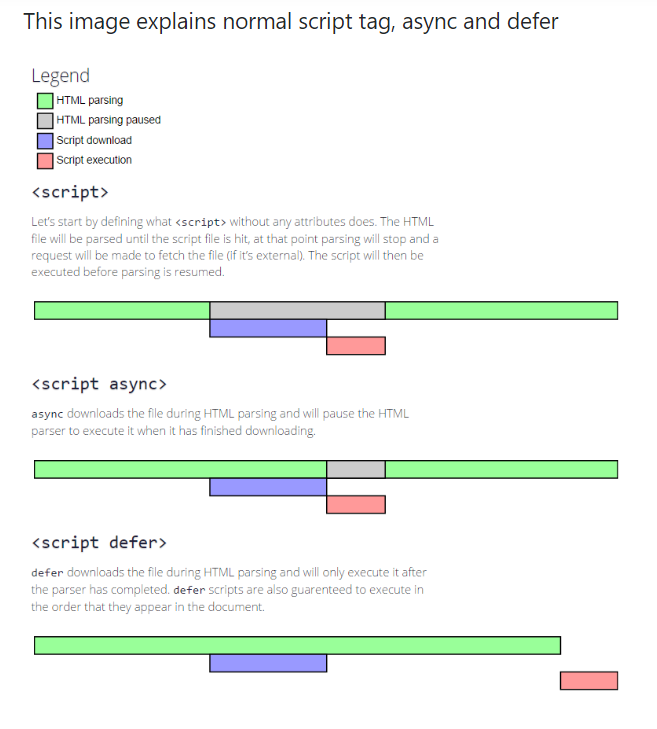 This image explains normal script tag, async and defer
Legend
HTML parsing
HTML parsing paused
Script download
Script execution
<script>
Let's start by defining what <script> without any attributes does. The HTML
file will be parsed until the script file is hit, at that point parsing will stop and a
request will be made to fetch the file (if it's external). The script will then be
executed before parsing is resumed.
<script async>
async downloads the file during HTML parsing and will pause the HTML
parser to execute it when it has finished downloading.
<script defer>
defer downloads the file during HTML parsing and will only execute it after
the parser has completed. defer scripts are also guarenteed to execute in
the order that they appear in the document.